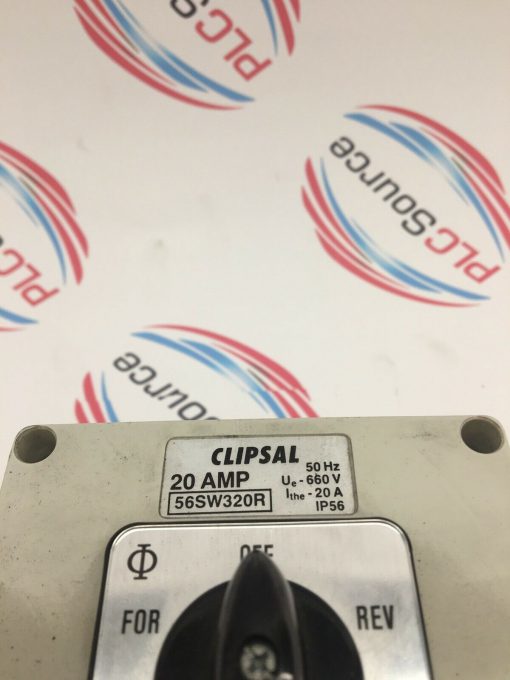 PLCSource
PLCSource
PLCSource
PLCSource
CLIPSAL
20 AMP
56SW320R
50 Hz
Ue - 660 V
Ithe - 20 A
IP56
Φ
OFF
FOR
REV